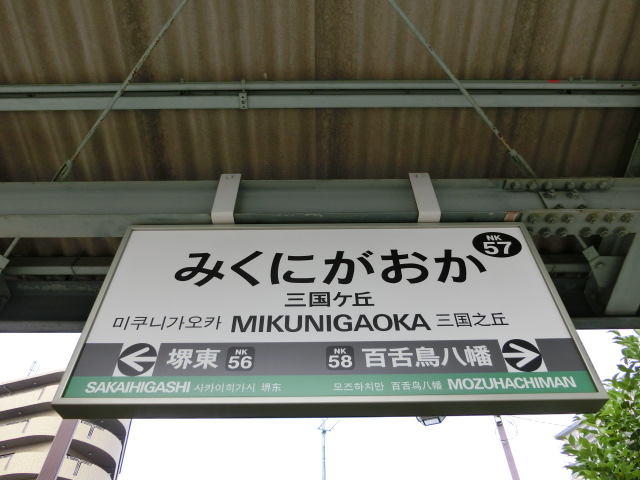 NK
57
みくにがおか
三国ケ丘
미쿠니가오카 MIKUNIGAOKA 三国之丘
堺東 NK 56 NK 58 百舌鳥八幡
SAKAIHIGASHI 사카이히가시 堺东 모즈하치만 百舌鸟八幡 MOZUHACHIMAN